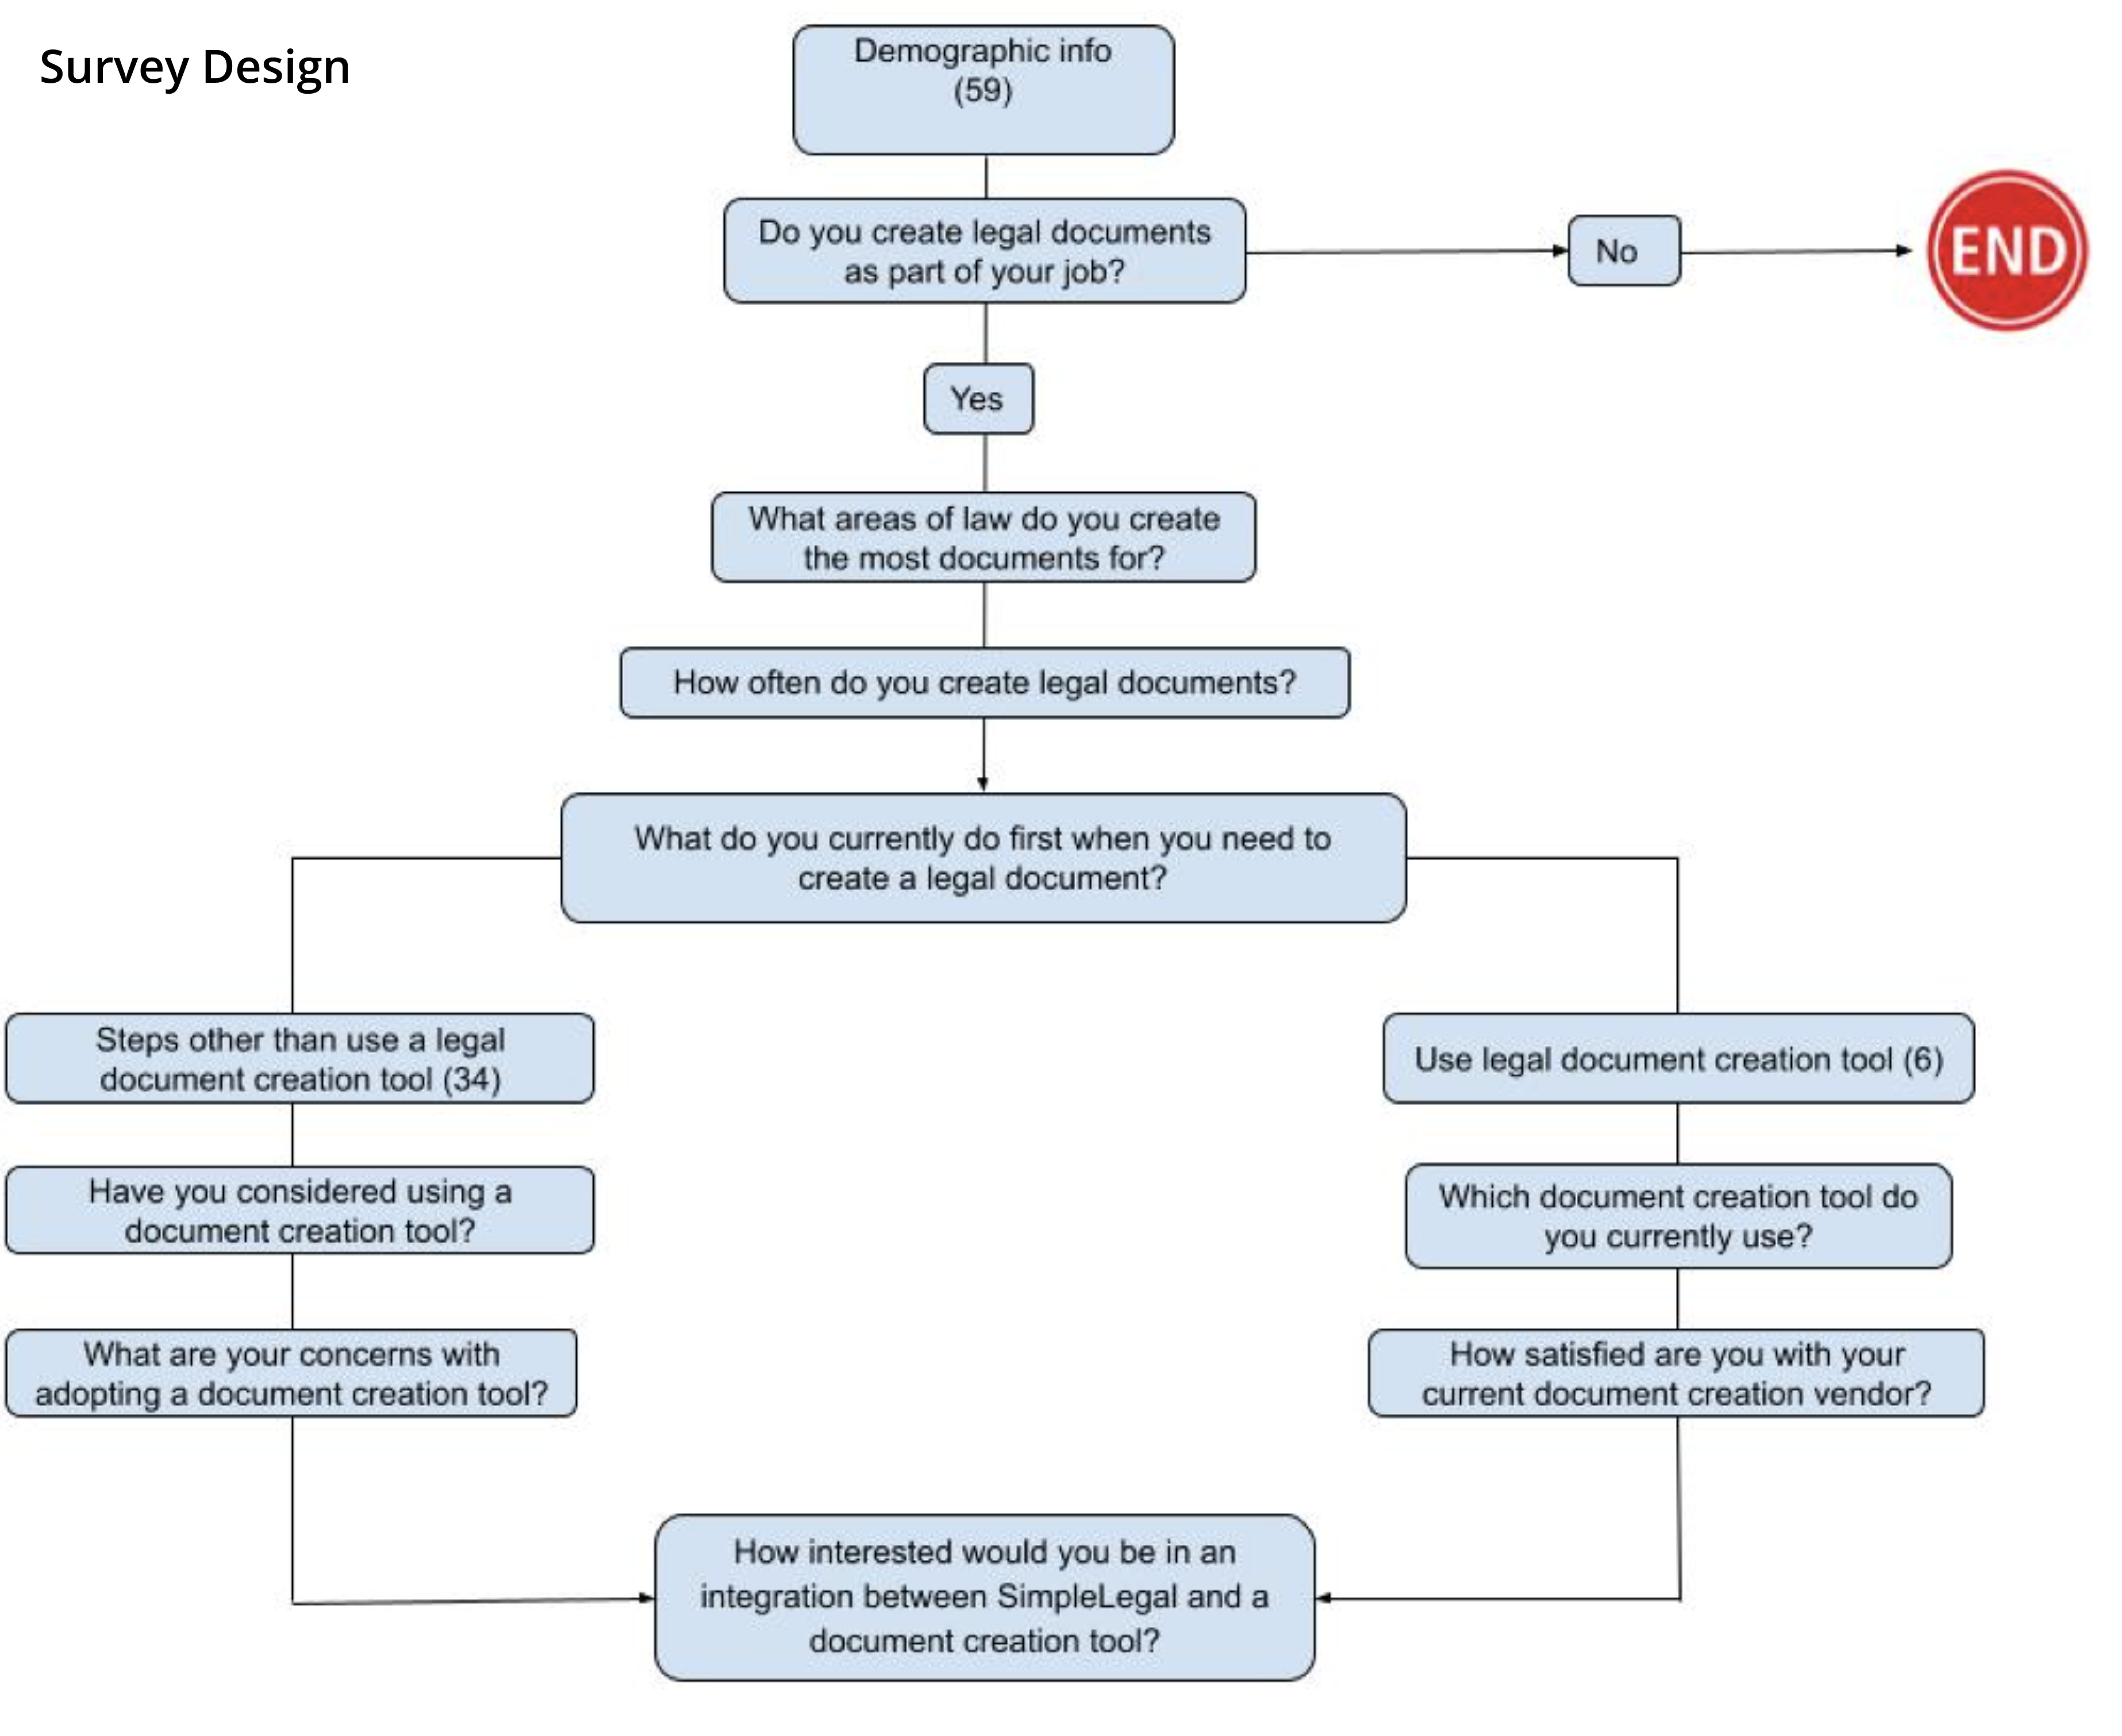 Survey Design
Demographic info
(59)
Do you create legal documents
as part of your job?
No
END
Yes
What areas of law do you create
the most documents for?
How often do you create legal documents?
What do you currently do first when you need to
create a legal document?
Steps other than use a legal
document creation tool (34)
Use legal document creation tool (6)
Have you considered using a
document creation tool?
Which document creation tool do
you currently use?
What are your concerns with
adopting a document creation tool?
How satisfied are you with your
current document creation vendor?
How interested would you be in an
integration between SimpleLegal and a
document creation tool?